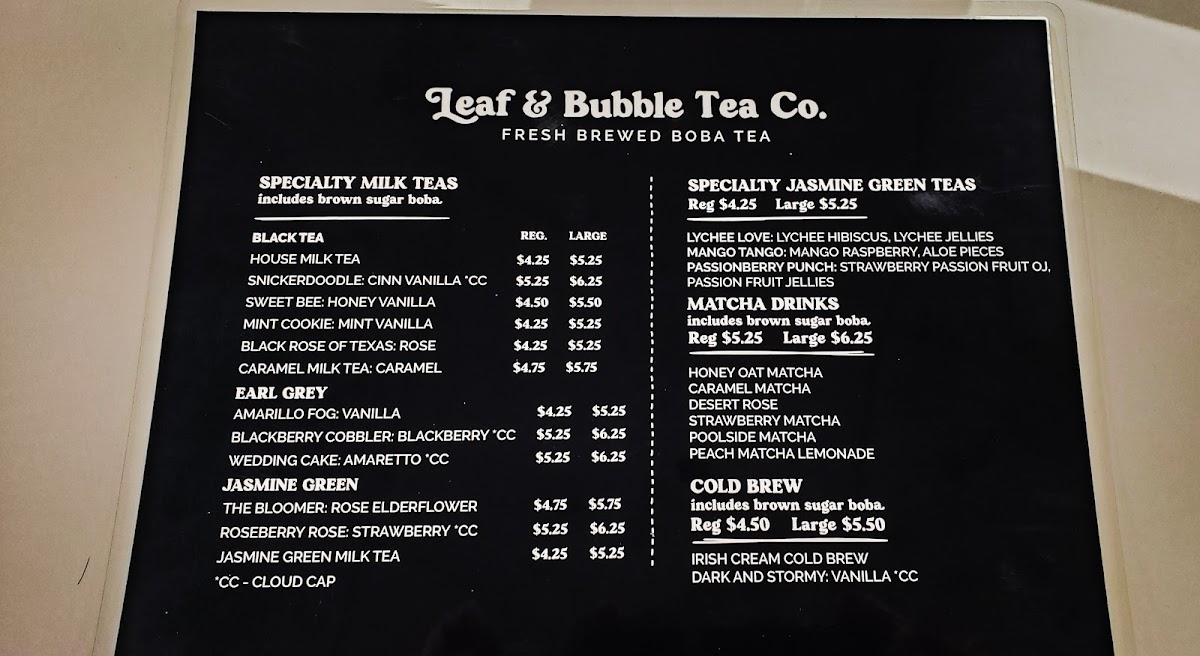 Leaf & Bubble Tea Co.
FRESH BREWED BOBA TEA
SPECIALTY MILK TEAS
includes brown sugar boba.
BLACK TEA REG. LARGE
HOUSE MILK TEA $4.25 $5.25
SNICKERDOODLE: CINN VANILLA *CC $5.25 $6.25
SWEET BEE: HONEY VANILLA $4.50 $5.50
MINT COOKIE: MINT VANILLA $4.25 $5.25
BLACK ROSE OF TEXAS: ROSE $4.25 $5.25
CARAMEL MILK TEA: CARAMEL $4.75 $5.75
EARL GREY
AMARILLO FOG: VANILLA $4.25 $5.25
BLACKBERRY COBBLER: BLACKBERRY *CC $5.25 $6.25
WEDDING CAKE: AMARETTO *CC $5.25 $6.25
JASMINE GREEN
THE BLOOMER: ROSE ELDERFLOWER $4.75 $5.75
ROSEBERRY ROSE: STRAWBERRY *CC $5.25 $6.25
JASMINE GREEN MILK TEA $4.25 $5.25
*CC - CLOUD CAP
SPECIALTY JASMINE GREEN TEAS
Reg $4.25 Large $5.25
LYCHEE LOVE: LYCHEE HIBISCUS, LYCHEE JELLIES
MANGO TANGO: MANGO RASPBERRY, ALOE PIECES
PASSIONBERRY PUNCH: STRAWBERRY PASSION FRUIT OJ,
PASSION FRUIT JELLIES
MATCHA DRINKS
includes brown sugar boba.
Reg $5.25 Large $6.25
HONEY OAT MATCHA
CARAMEL MATCHA
DESERT ROSE
STRAWBERRY MATCHA
POOLSIDE MATCHA
PEACH MATCHA LEMONADE
COLD BREW
includes brown sugar boba.
Reg $4.50 Large $5.50
IRISH CREAM COLD BREW
DARK AND STORMY: VANILLA *CC